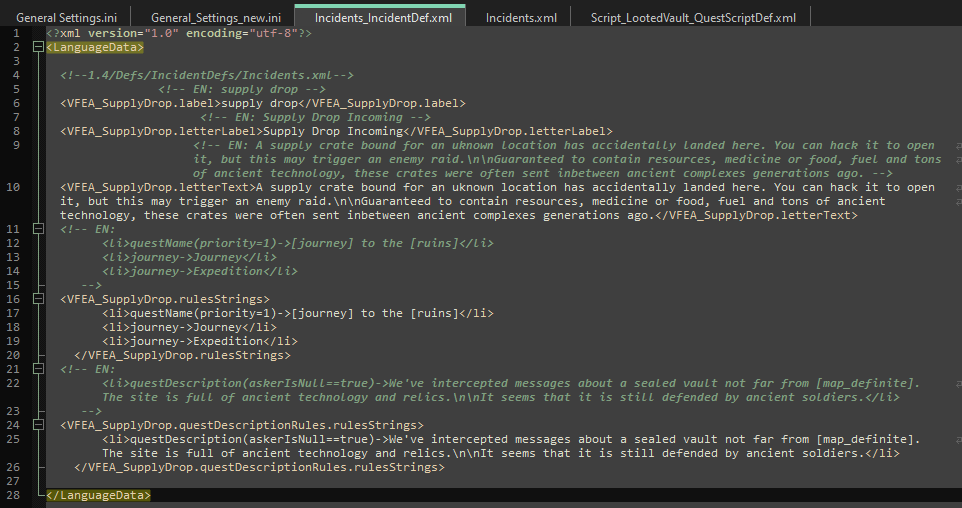 General Settings.ini General_Settings_new.ini Incidents_IncidentDef.xml Incidents.xml Script_LootedVault_QuestScriptDef.xml
1 <?xml version="1.0" encoding="utf-8"?>
2 <LanguageData>
3
4 <!--1.4/Defs/IncidentDefs/Incidents.xml-->
5 <!-- EN: supply drop -->
6 <VFEA_SupplyDrop.label>supply drop</VFEA_SupplyDrop.label>
7 <!-- EN: Supply Drop Incoming -->
8 <VFEA_SupplyDrop.letterLabel>Supply Drop Incoming</VFEA_SupplyDrop.letterLabel>
9 <!-- EN: A supply crate bound for an uknown location has accidentally landed here. You can hack it to open
it, but this may trigger an enemy raid.\n\nGuaranteed to contain resources, medicine or food, fuel and tons
of ancient technology, these crates were often sent inbetween ancient complexes generations ago. -->
10 <VFEA_SupplyDrop.letterText>A supply crate bound for an uknown location has accidentally landed here. You can hack it to open
it, but this may trigger an enemy raid.\n\nGuaranteed to contain resources, medicine or food, fuel and tons of ancient
technology, these crates were often sent inbetween ancient complexes generations ago.</VFEA_SupplyDrop.letterText>
11 <!-- EN:
12 <li>questName(priority=1)->[journey] to the [ruins]</li>
13 <li>journey->Journey</li>
14 <li>journey->Expedition</li>
15 -->
16 <VFEA_SupplyDrop.rulesStrings>
17 <li>questName(priority=1)->[journey] to the [ruins]</li>
18 <li>journey->Journey</li>
19 <li>journey->Expedition</li>
20 </VFEA_SupplyDrop.rulesStrings>
21 <!-- EN:
22 <li>questDescription(askerIsNull==true)->We've intercepted messages about a sealed vault not far from [map_definite].
The site is full of ancient technology and relics.\n\nIt seems that it is still defended by ancient soldiers.</li>
23 -->
24 <VFEA_SupplyDrop.questDescriptionRules.rulesStrings>
25 <li>questDescription(askerIsNull==true)->We've intercepted messages about a sealed vault not far from [map_definite].
The site is full of ancient technology and relics.\n\nIt seems that it is still defended by ancient soldiers.</li>
26 </VFEA_SupplyDrop.questDescriptionRules.rulesStrings>
27
28 </LanguageData>